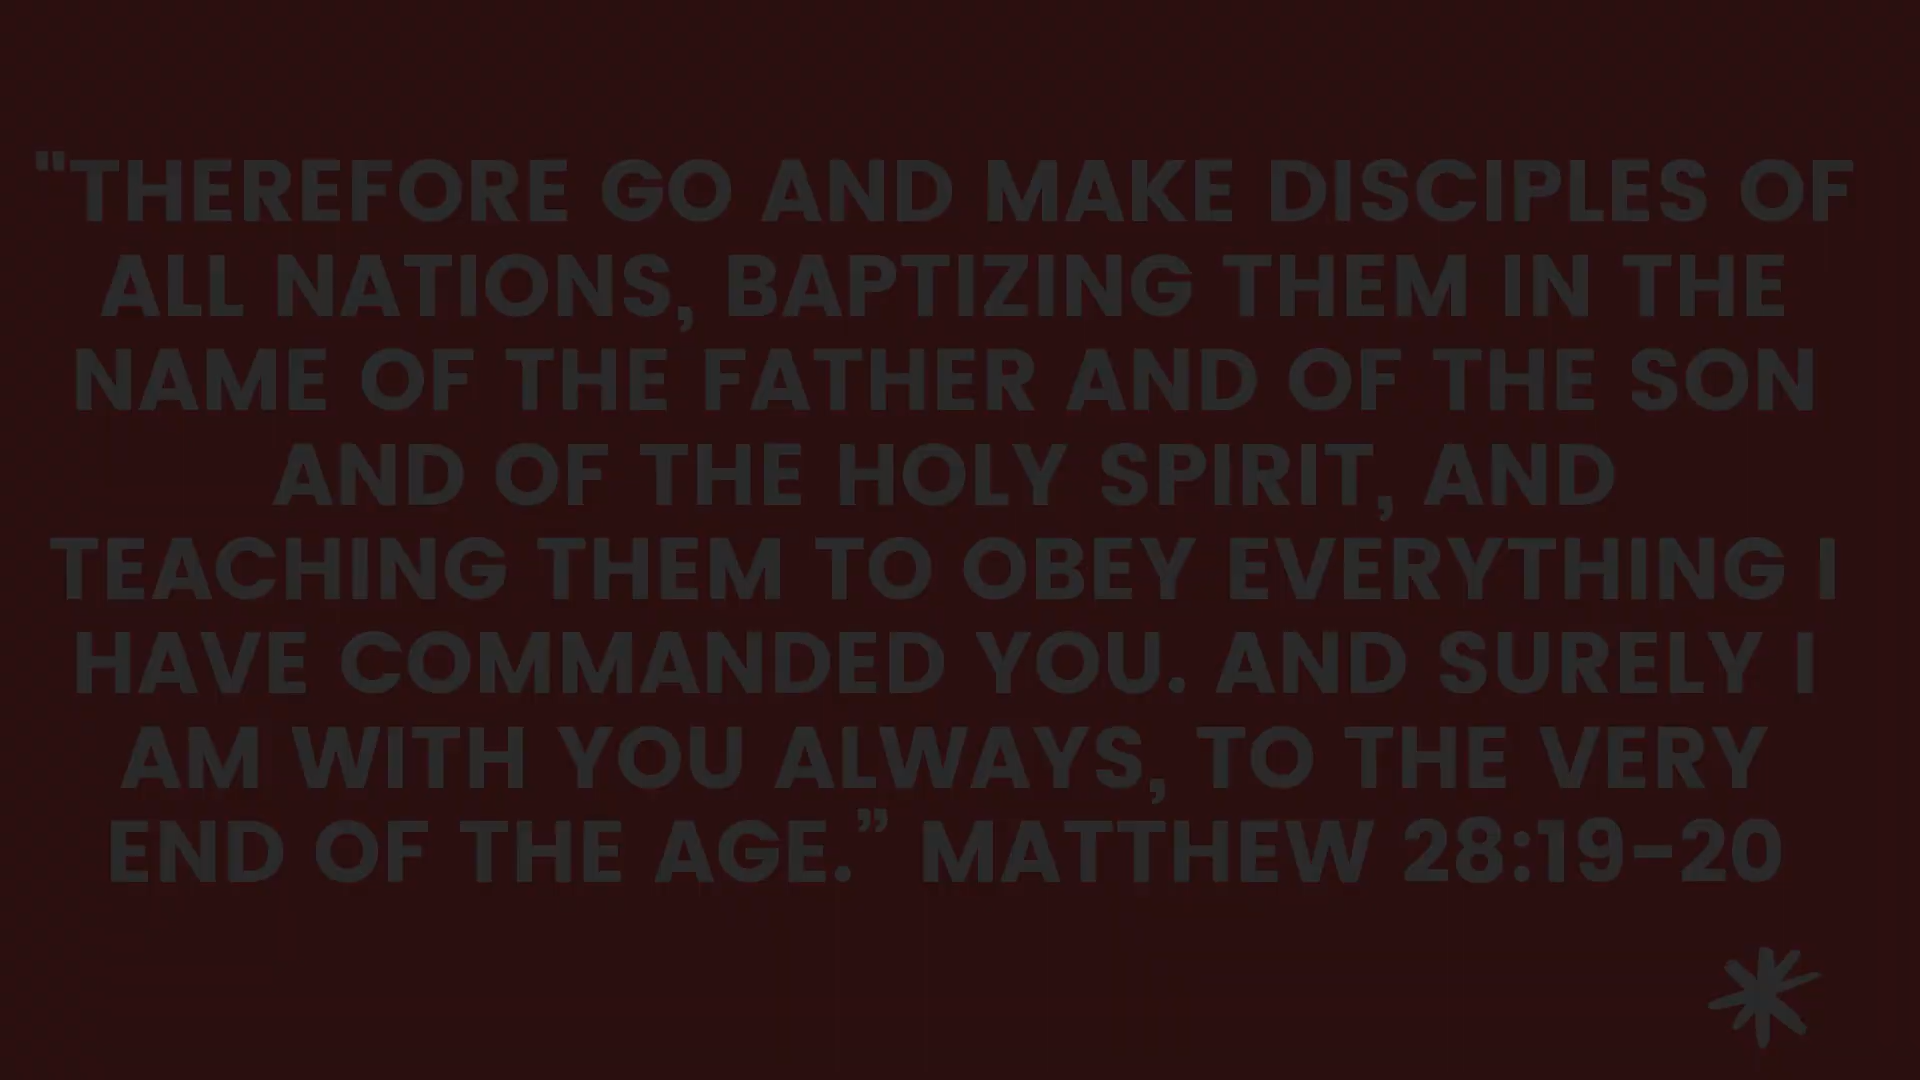 "THEREFORE GO AND MAKE DISCIPLES OF
ALL NATIONS, BAPTIZING THEM IN THE
NAME OF THE FATHER AND OF THE SON
AND OF THE HOLY SPIRIT, AND
TEACHING THEM TO OBEY EVERYTHING I
HAVE COMMANDED YOU. AND SURELY I
AM WITH YOU ALWAYS, TO THE VERY
END OF THE AGE.” MATTHEW 28:19-20